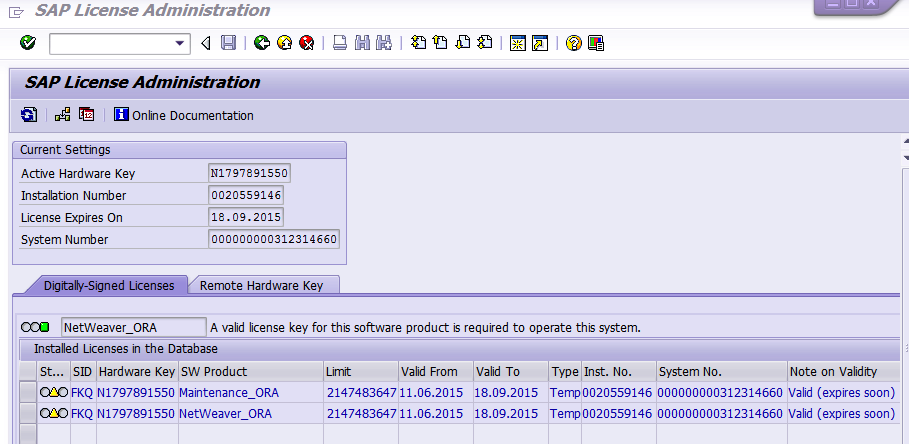 SAP License Administration
SAP License Administration
Online Documentation
Current Settings
Active Hardware Key N1797891550
Installation Number 0020559146
License Expires On 18.09.2015
System Number 000000000312314660
Digitally-Signed Licenses Remote Hardware Key
NetWeaver_ORA A valid license key for this software product is required to operate this system.
Installed Licenses in the Database
St... SID Hardware Key SW Product Limit Valid From Valid To Type Inst. No. System No. Note on Validity
FKQ N1797891550 Maintenance_ORA 2147483647 11.06.2015 18.09.2015 Temp 0020559146 000000000312314660 Valid (expires soon)
FKQ N1797891550 NetWeaver_ORA 2147483647 11.06.2015 18.09.2015 Temp 0020559146 000000000312314660 Valid (expires soon)